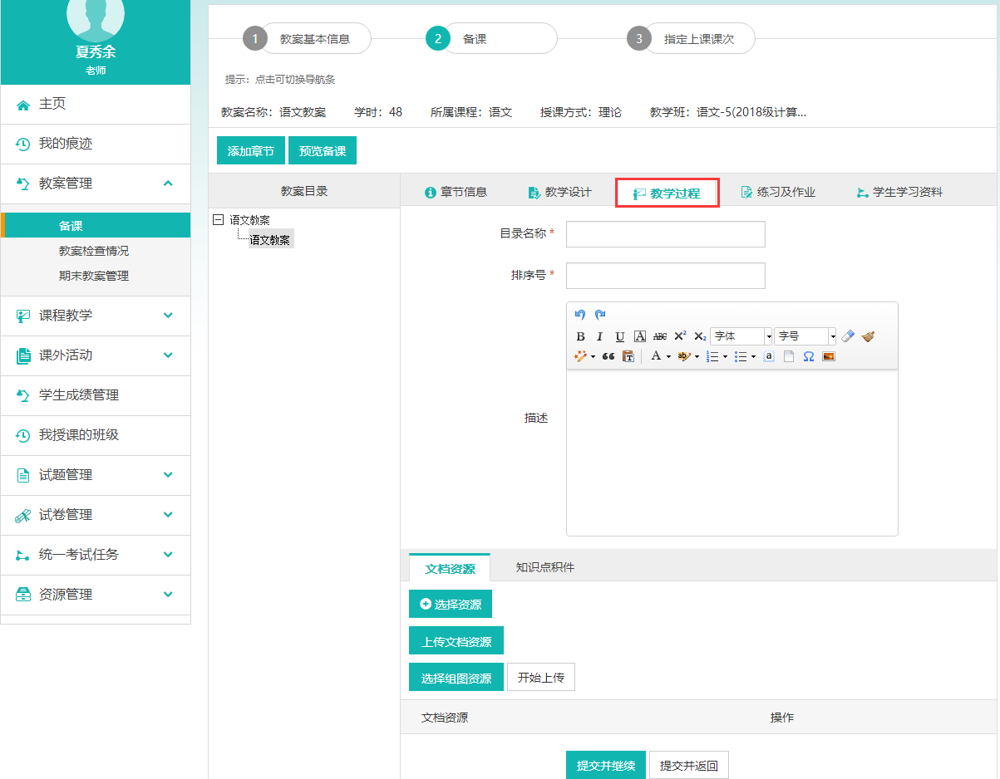 夏秀余
老师
主页
我的痕迹
教案管理
备课
教案检查情况
期末教案管理
课程教学
课外活动
学生成绩管理
我授课的班级
试题管理
试卷管理
统一考试任务
资源管理
1 教案基本信息 2 备课 3 指定上课课次
提示：点击可切换导航条
教案名称：语文教案 学时：48 所属课程：语文 授课方式：理论 教学班：语文-5(2018级计算...
添加章节 预览备课
教案目录
语文教案
语文教案
章节信息 教学设计 教学过程 练习及作业 学生学习资料
目录名称 *
排序号 *
B I U A ABC X² X₂ 字体 字号
A ab a Ω
描述
文档资源 知识点积件
选择资源
上传文档资源
选择组图资源 开始上传
文档资源 操作
提交并继续 提交并返回